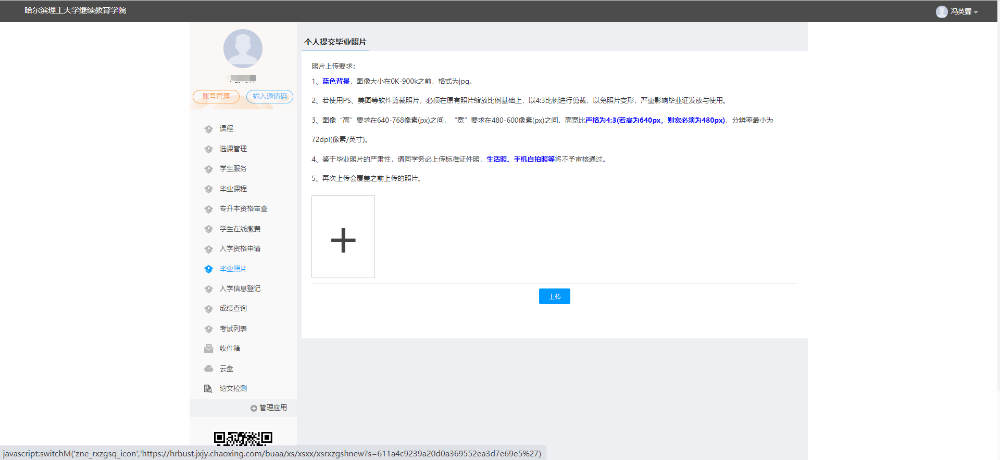 哈尔滨理工大学继续教育学院
冯英霖
账号管理
输入邀请码
课程
选课管理
学生服务
毕业课程
专升本资格审查
学生在线缴费
入学资格申请
毕业照片
入学信息登记
成绩查询
考试列表
收件箱
云盘
论文检测
管理应用
个人提交毕业照片
照片上传要求：
1、蓝色背景，图像大小在0K-900k之前，格式为jpg。
2、若使用PS、美图等软件剪裁照片，必须在原有照片缩放比例基础上，以4:3比例进行剪裁，以免照片变形，严重影响毕业证发放与使用。
3、图像“高”要求在640-768像素(px)之间，“宽”要求在480-600像素(px)之间，高宽比严格为4:3(若高为640px，则宽必须为480px)，分辨率最小为
72dpi(像素/英寸)。
4、鉴于毕业照片的严肃性，请同学务必上传标准证件照，生活照、手机自拍照等将不予审核通过。
5、再次上传会覆盖之前上传的照片。
上传
javascript:switchM('zne_rxzgsq_icon','https://hrbust.jxjy.chaoxing.com/buaa/xs/xsxx/xsrxzgshnew?s=611a4c9239a20d0a369552ea3d7e69e5%27)